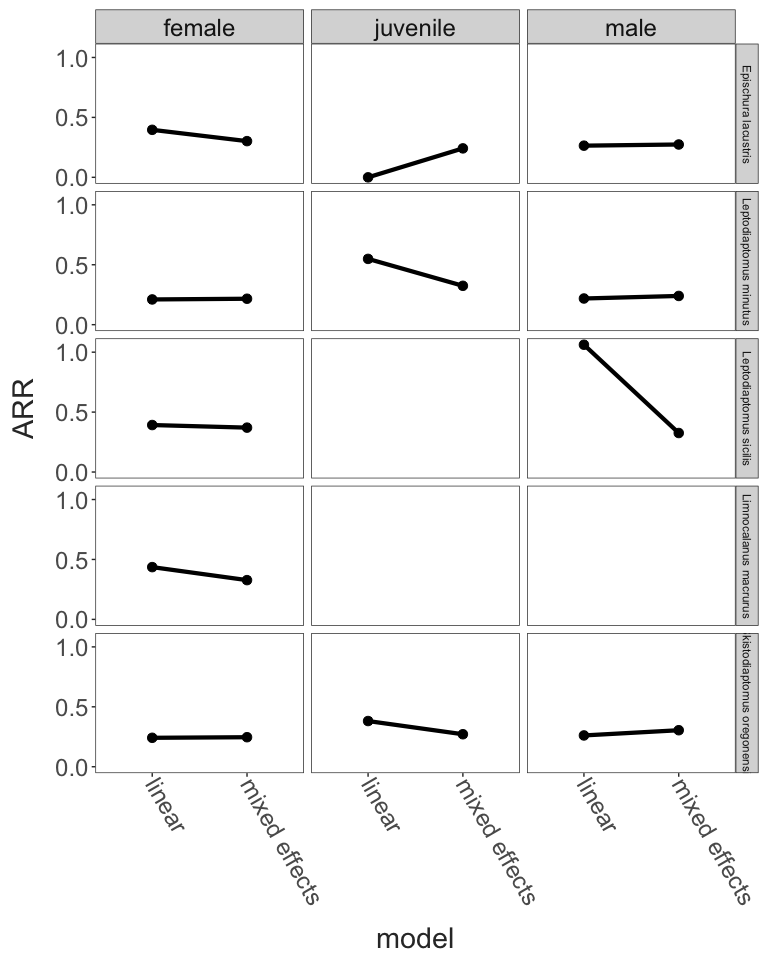 female juvenile male
1.0
0.5
0.0
Epischura lacustris
1.0
0.5
0.0
Leptodiaptomus minutus
1.0
0.5
0.0
Leptodiaptomus sicilis
1.0
0.5
0.0
Limnocalanus macrurus
1.0
0.5
0.0
kistodiaptomus oregonens
ARR
linear mixed effects linear mixed effects linear mixed effects
model